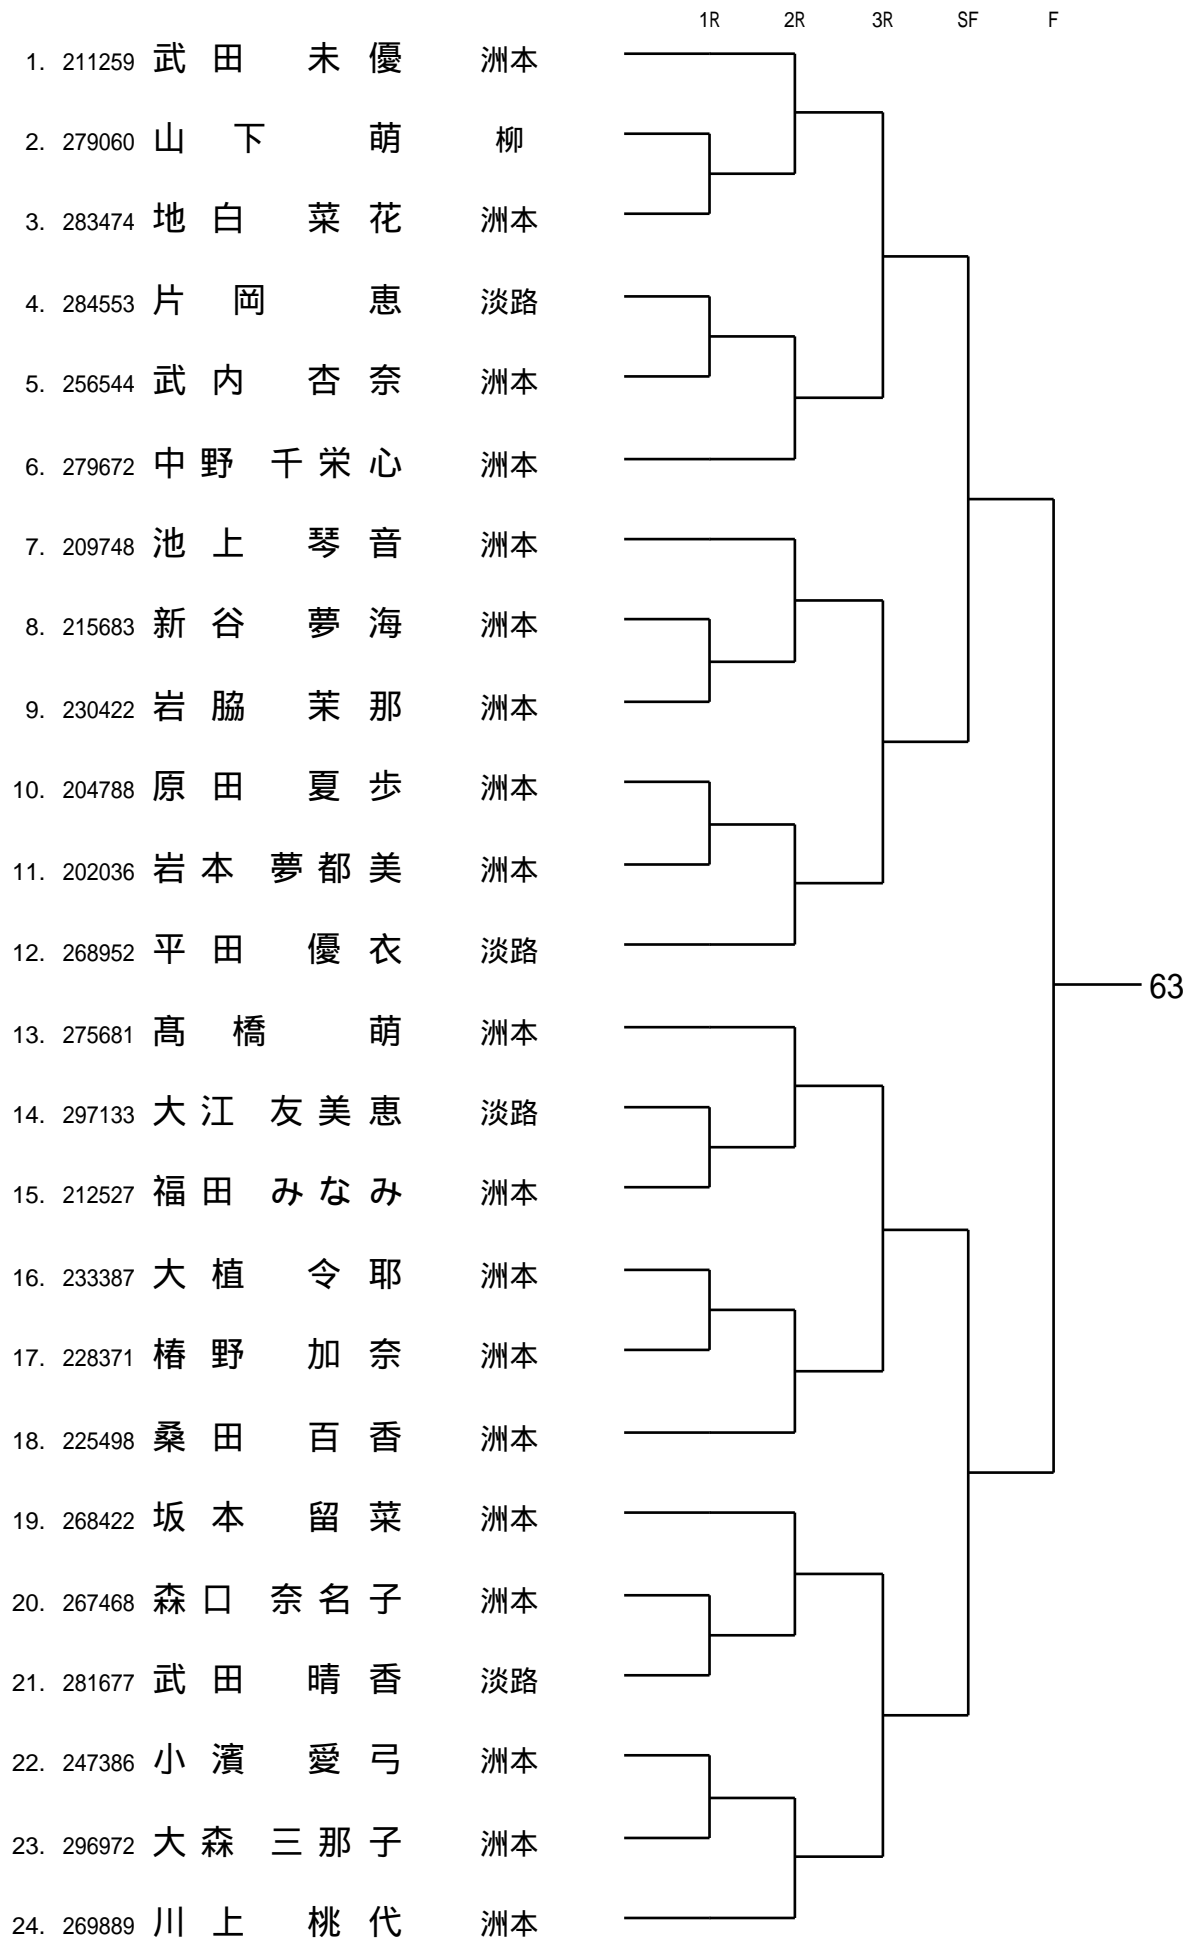 1R 2R 3R SF F
1. 211259 武田 未優 洲本
2. 279060 山下 萌 柳
3. 283474 地白 菜花 洲本
4. 284553 片岡 恵 淡路
5. 256544 武内 杏奈 洲本
6. 279672 中野 千栄心 洲本
7. 209748 池上 琴音 洲本
8. 215683 新谷 夢海 洲本
9. 230422 岩脇 茉那 洲本
10. 204788 原田 夏歩 洲本
11. 202036 岩本 夢都美 洲本
12. 268952 平田 優衣 淡路
63
13. 275681 髙橋 萌 洲本
14. 297133 大江 友美恵 淡路
15. 212527 福田 みなみ 洲本
16. 233387 大植 令耶 洲本
17. 228371 椿野 加奈 洲本
18. 225498 桑田 百香 洲本
19. 268422 坂本 留菜 洲本
20. 267468 森口 奈名子 洲本
21. 281677 武田 晴香 淡路
22. 247386 小濱 愛弓 洲本
23. 296972 大森 三那子 洲本
24. 269889 川上 桃代 洲本